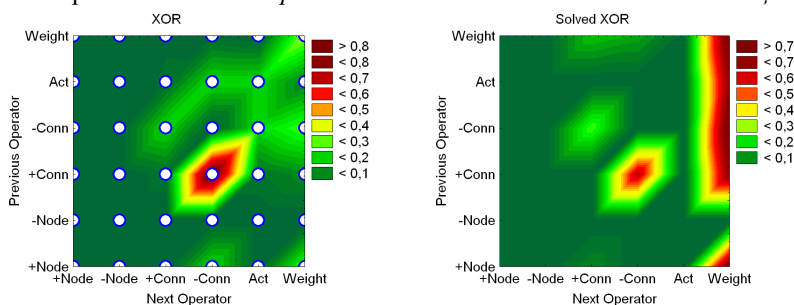 XOR
Weight
Act
-Conn
+Conn
-Node
+Node
Previous Operator
+Node -Node +Conn -Conn Act Weight
Next Operator
> 0,8
< 0,8
< 0,7
< 0,6
< 0,5
< 0,4
< 0,3
< 0,2
< 0,1
Solved XOR
Weight
Act
-Conn
+Conn
-Node
+Node
Previous Operator
+Node -Node +Conn -Conn Act Weight
Next Operator
> 0,7
< 0,7
< 0,6
< 0,5
< 0,4
< 0,3
< 0,2
< 0,1